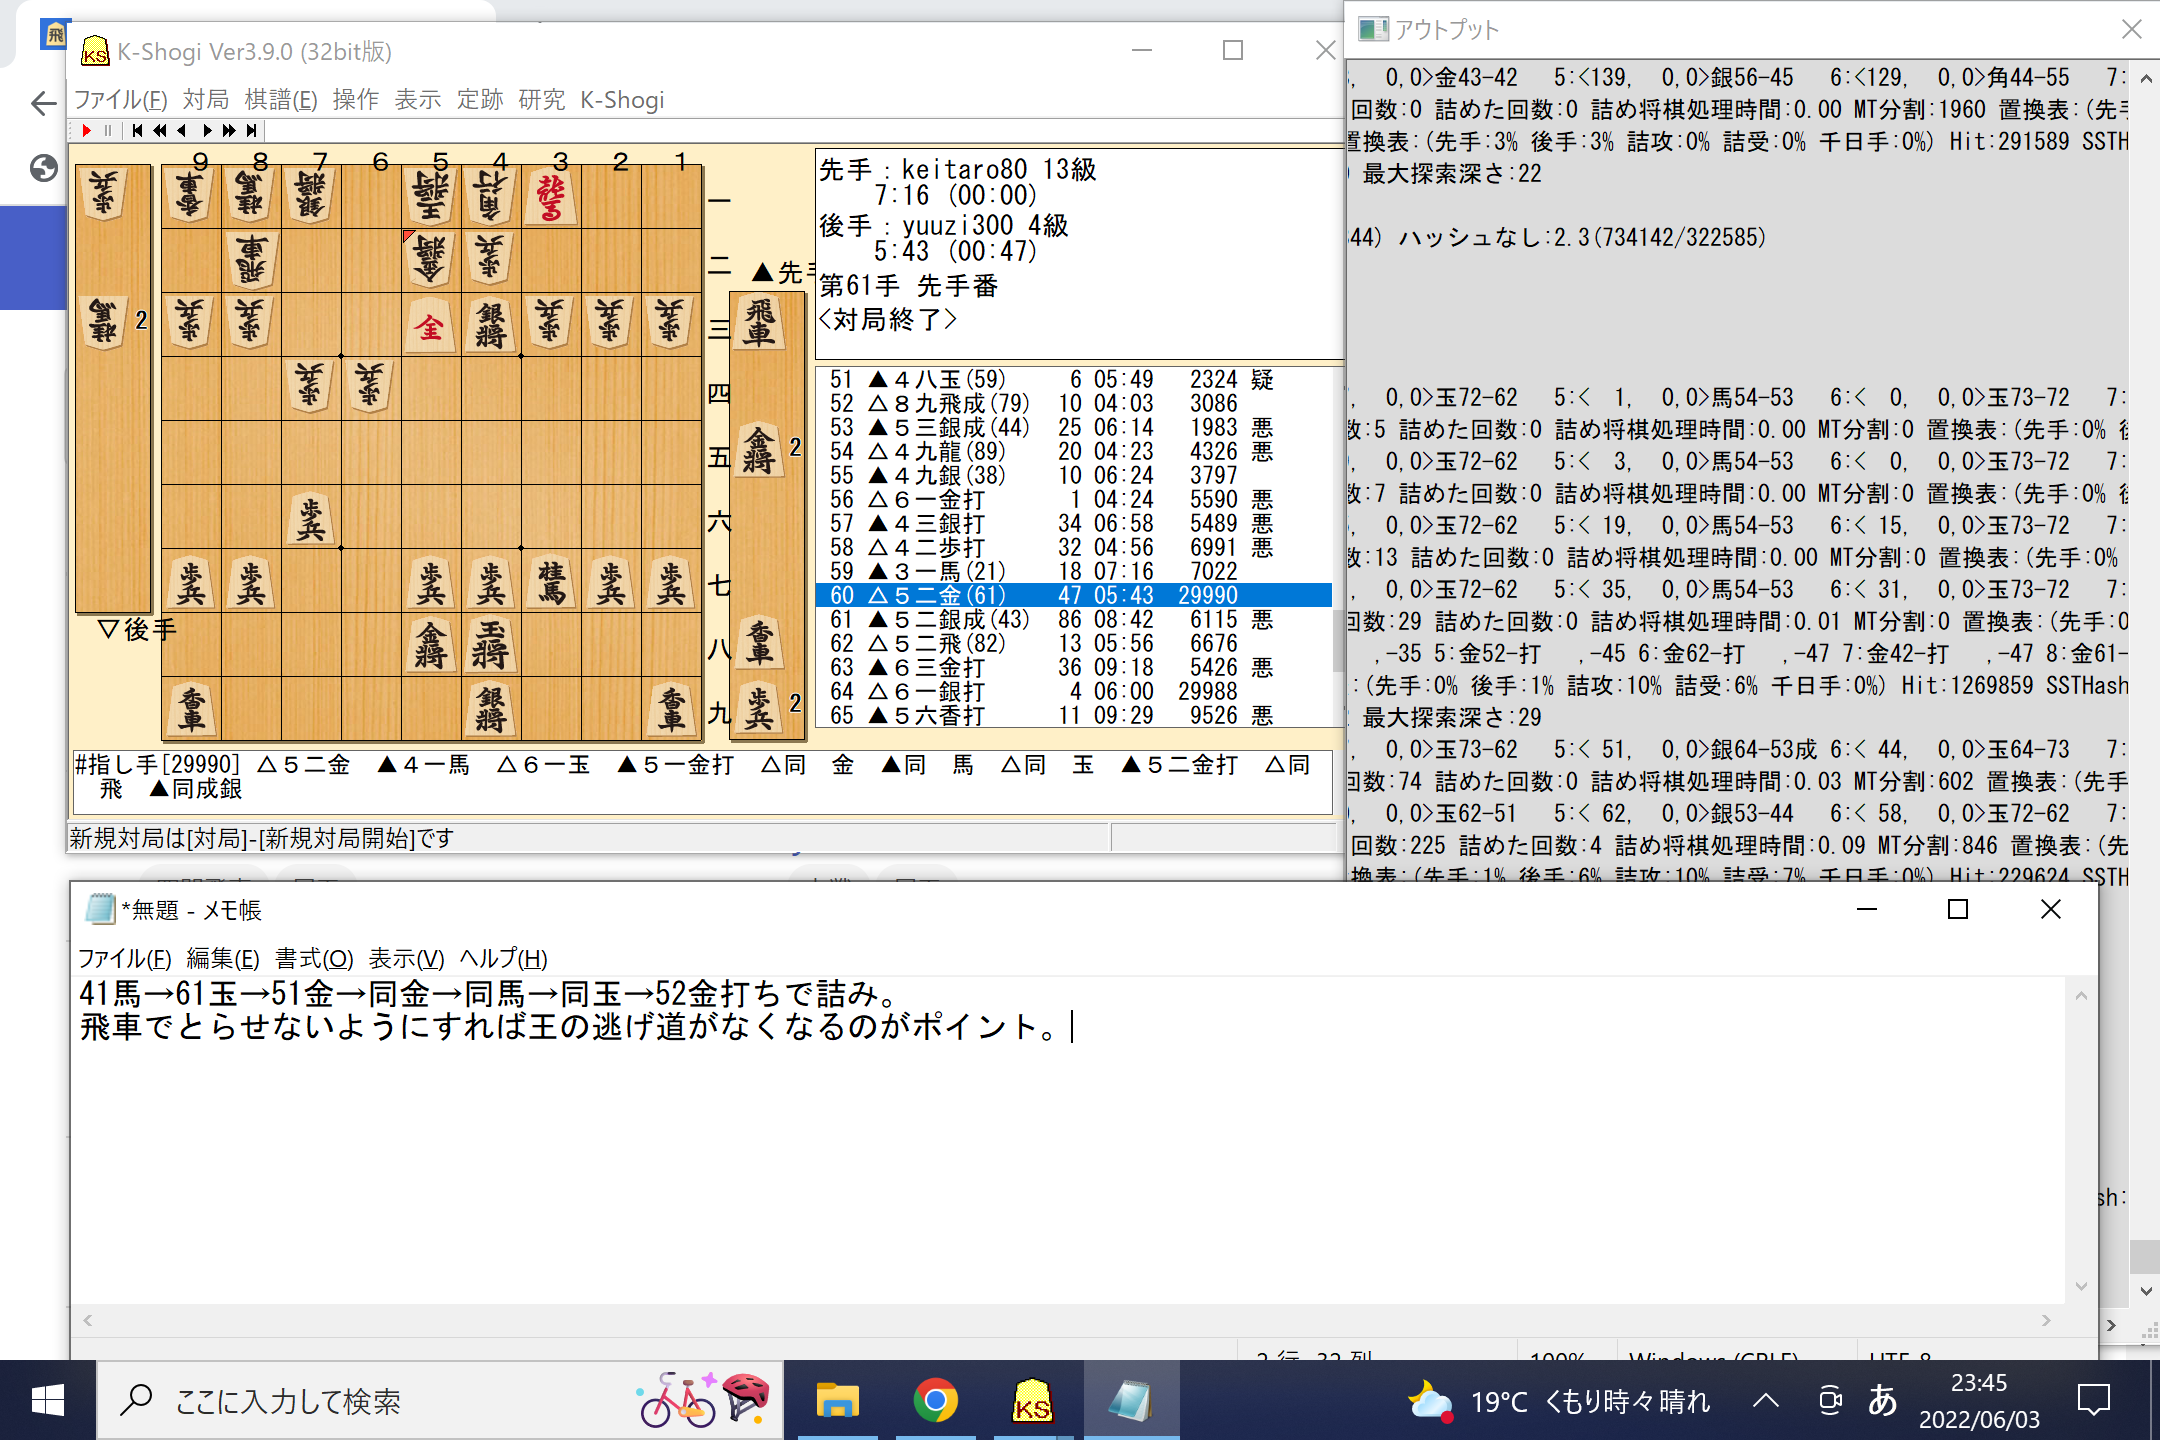 K-Shogi Ver3.9.0 (32bit版)
ファイル(F) 対局 棋譜(E) 操作 表示 定跡 研究 K-Shogi
9 8 7 6 5 4 3 2 1
一
二
三
四
五
六
七
八
九
2
▽後手
▲先手
2
2
先手：keitaro80 13級
7:16 (00:00)
後手：yuuzi300 4級
5:43 (00:47)
第61手 先手番
<対局終了>
51 ▲４八玉(59) 6 05:49 2324 疑
52 △８九飛成(79) 10 04:03 3086
53 ▲５三銀成(44) 25 06:14 1983 悪
54 △４九龍(89) 20 04:23 4326 悪
55 ▲４九銀(38) 10 06:24 3797
56 △６一金打 1 04:24 5590 悪
57 ▲４三銀打 34 06:58 5489 悪
58 △４二歩打 32 04:56 6991 悪
59 ▲３一馬(21) 18 07:16 7022
60 △５二金(61) 47 05:43 29990
61 ▲５二銀成(43) 86 08:42 6115 悪
62 △５二飛(82) 13 05:56 6676
63 ▲６三金打 36 09:18 5426 悪
64 △６一銀打 4 06:00 29988
65 ▲５六香打 11 09:29 9526 悪
#指し手[29990] △５二金 ▲４一馬 △６一玉 ▲５一金打 △同 金 ▲同 馬 △同 玉 ▲５二金打 △同
飛 ▲同成銀
新規対局は[対局]-[新規対局開始]です
アウトプット
0,0>金43-42 5:<139, 0,0>銀56-45 6:<129, 0,0>角44-55 7:
回数:0 詰めた回数:0 詰め将棋処理時間:0.00 MT分割:1960 置換表:(先手
置換表:(先手:3% 後手:3% 詰攻:0% 詰受:0% 千日手:0%) Hit:291589 SSTH
最大探索深さ:22
44) ハッシュなし:2.3(734142/322585)
0,0>玉72-62 5:< 1, 0,0>馬54-53 6:< 0, 0,0>玉73-72 7:
数:5 詰めた回数:0 詰め将棋処理時間:0.00 MT分割:0 置換表:(先手:0% 後
0,0>玉72-62 5:< 3, 0,0>馬54-53 6:< 0, 0,0>玉73-72 7:
数:7 詰めた回数:0 詰め将棋処理時間:0.00 MT分割:0 置換表:(先手:0% 後
0,0>玉72-62 5:< 19, 0,0>馬54-53 6:< 15, 0,0>玉73-72 7:
数:13 詰めた回数:0 詰め将棋処理時間:0.00 MT分割:0 置換表:(先手:0%
0,0>玉72-62 5:< 35, 0,0>馬54-53 6:< 31, 0,0>玉73-72 7:
回数:29 詰めた回数:0 詰め将棋処理時間:0.01 MT分割:0 置換表:(先手:0
,-35 5:金52-打 ,-45 6:金62-打 ,-47 7:金42-打 ,-47 8:金61-
:(先手:0% 後手:1% 詰攻:10% 詰受:6% 千日手:0%) Hit:1269859 SSTHash
最大探索深さ:29
0,0>玉73-62 5:< 51, 0,0>銀64-53成 6:< 44, 0,0>玉64-73 7:
回数:74 詰めた回数:0 詰め将棋処理時間:0.03 MT分割:602 置換表:(先手
0,0>玉62-51 5:< 62, 0,0>銀53-44 6:< 58, 0,0>玉72-62 7:
回数:225 詰めた回数:4 詰め将棋処理時間:0.09 MT分割:846 置換表:(先
換表:(先手:1% 後手:6% 詰攻:10% 詰受:7% 千日手:0%) Hit:229624 SSTH
sh:
*無題 - メモ帳
ファイル(F) 編集(E) 書式(O) 表示(V) ヘルプ(H)
41馬→61玉→51金→同金→同馬→同玉→52金打ちで詰み。
飛車でとらせないようにすれば王の逃げ道がなくなるのがポイント。
2 行、32 列 100% Windows (CRLF) UTF-8
ここに入力して検索
KS
19°C くもり時々晴れ
あ
23:45
2022/06/03